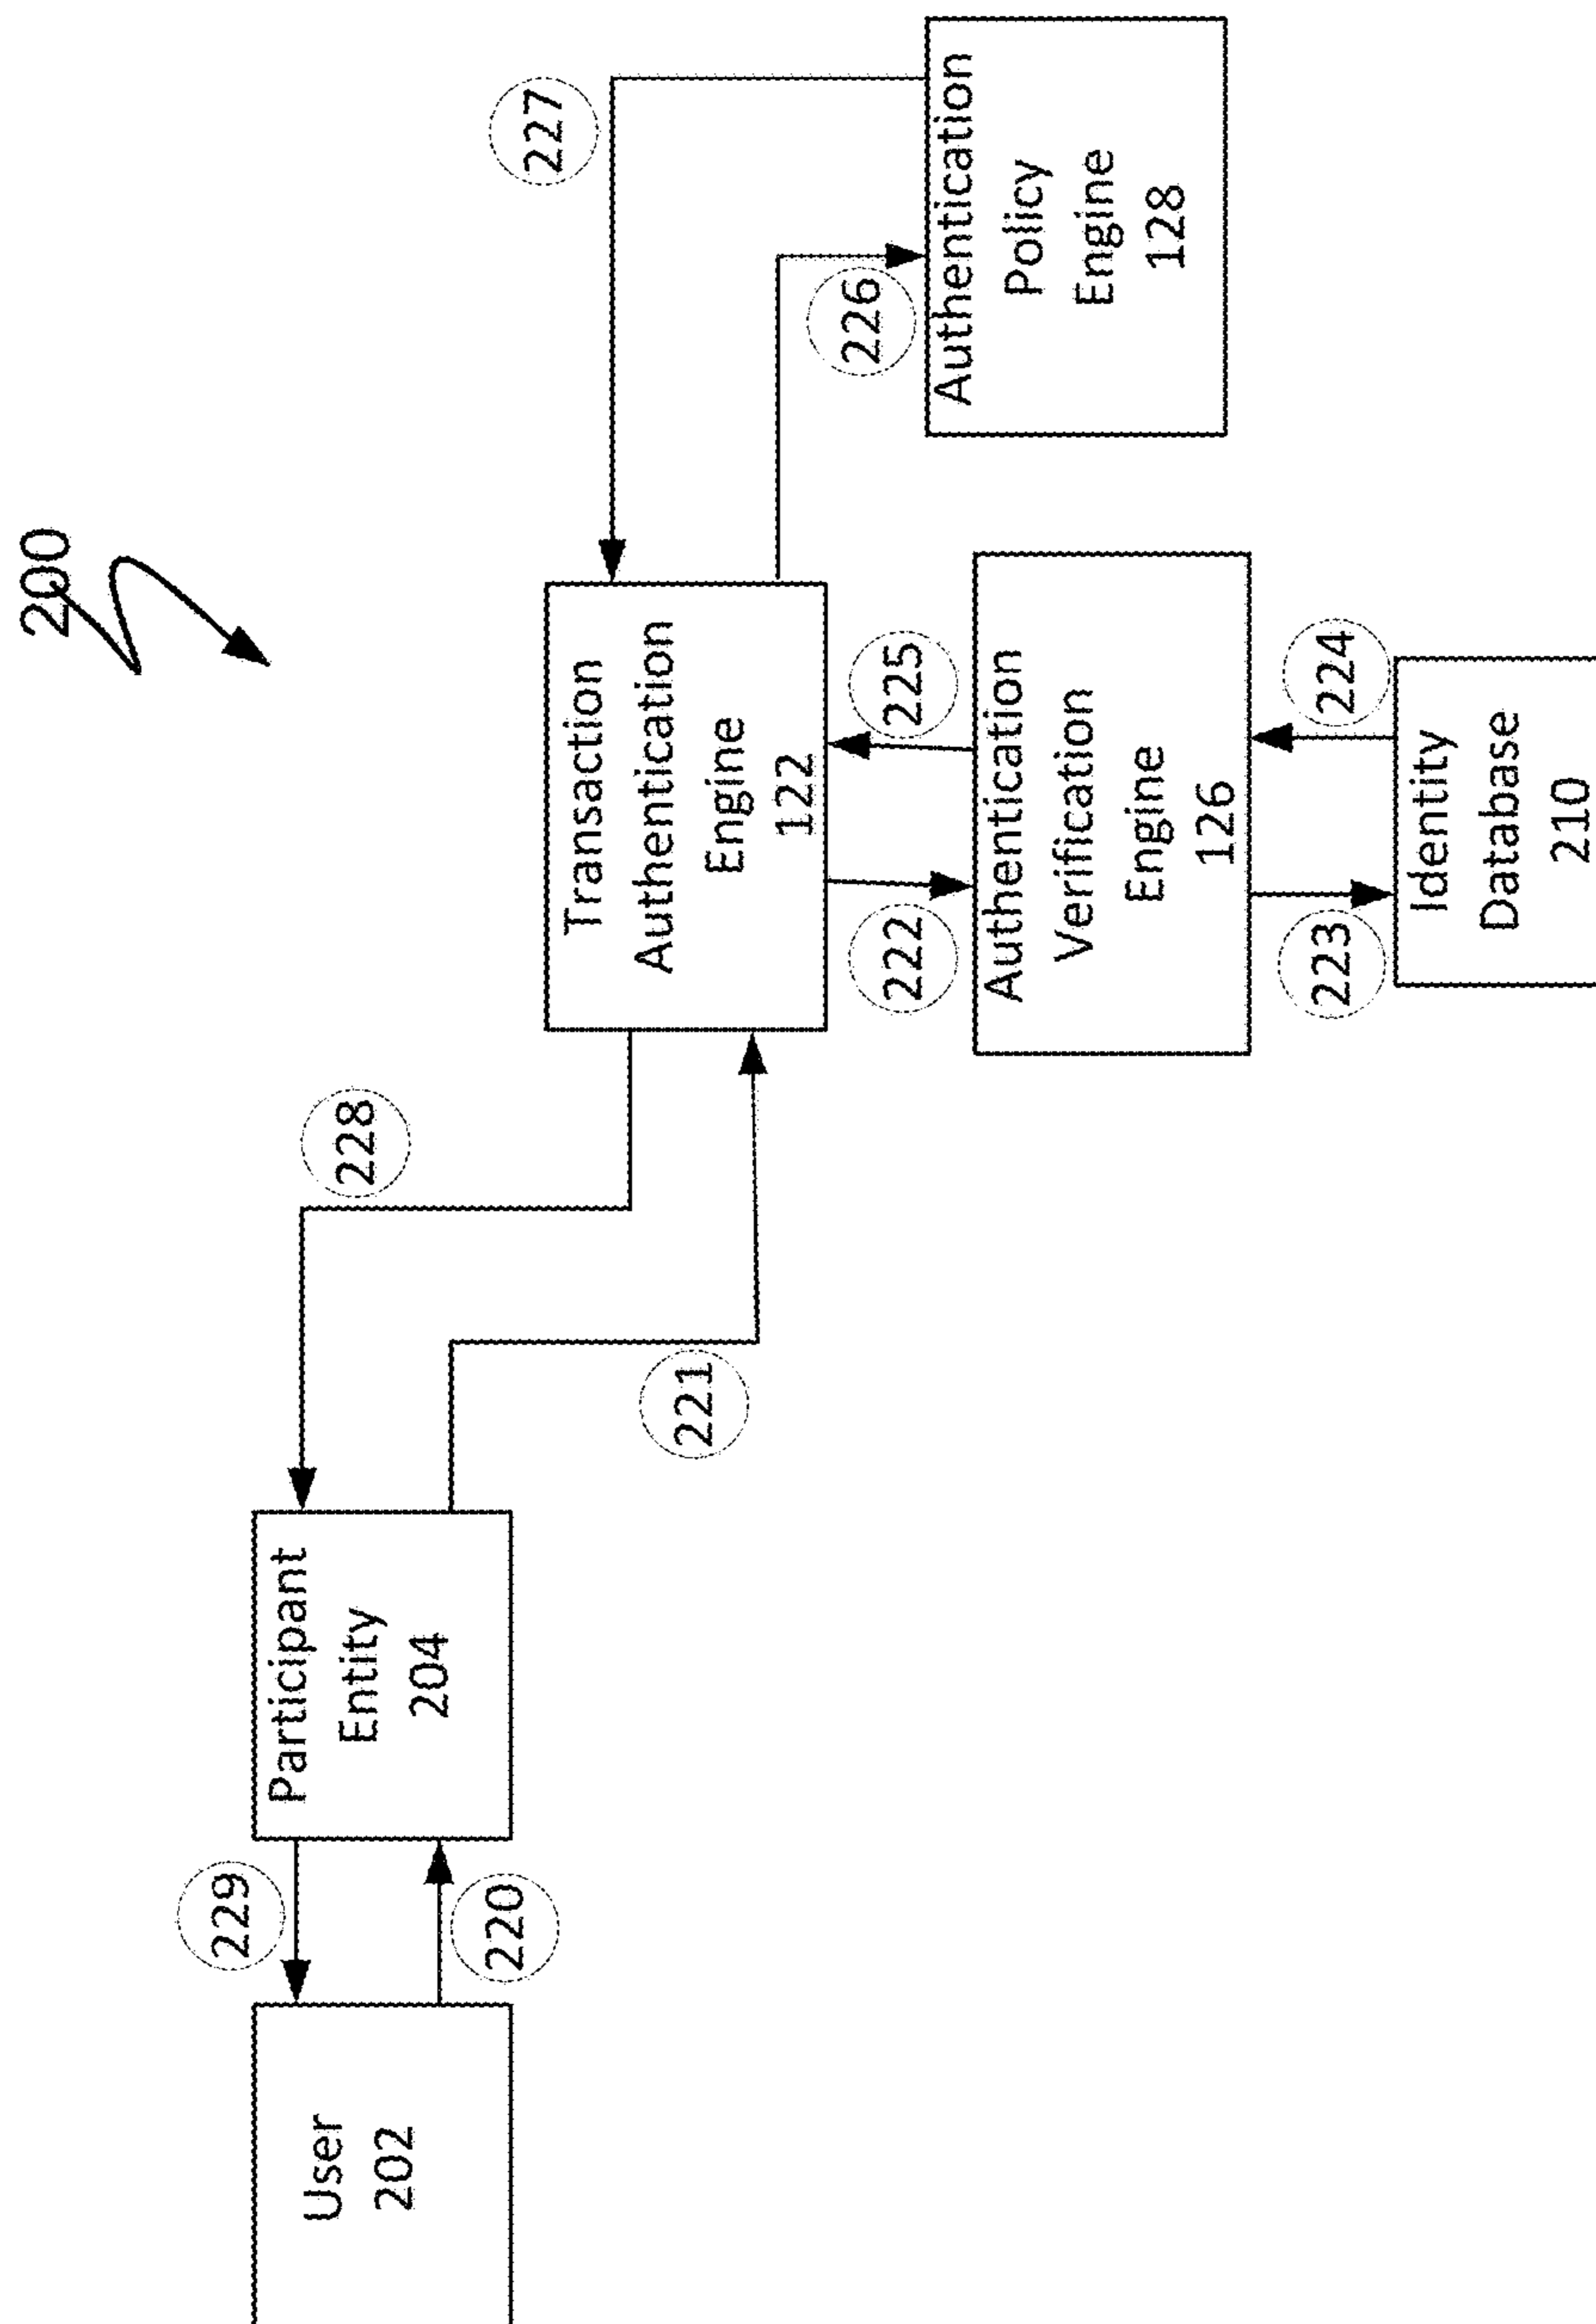 200
User
202
229
220
Participant
Entity
204
228
221
Transaction
Authentication
Engine
122
227
226
222
225
Authentication
Verification
Engine
126
Authentication
Policy
Engine
128
223
224
Identity
Database
210